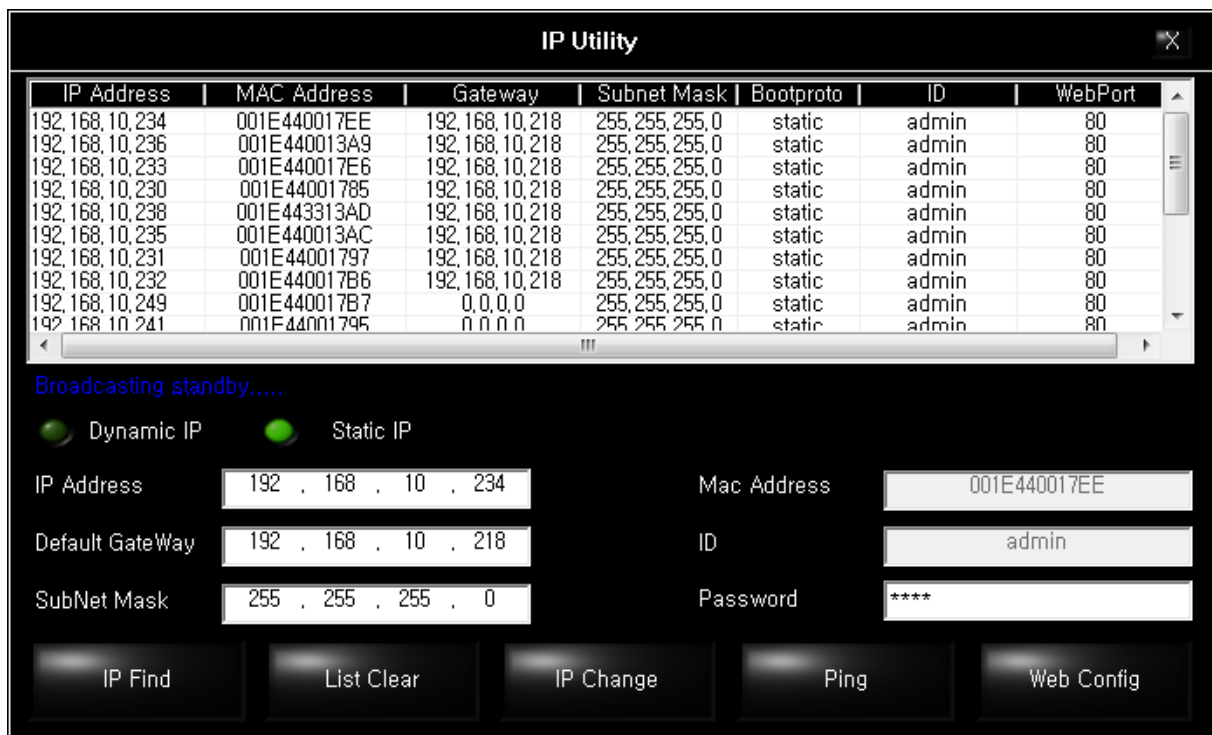 IP Utility X
IP Address MAC Address Gateway Subnet Mask Bootproto ID WebPort
192,168,10,234 001E440017EE 192,168,10,218 255,255,255,0 static admin 80
192,168,10,236 001E440013A9 192,168,10,218 255,255,255,0 static admin 80
192,168,10,233 001E440017E6 192,168,10,218 255,255,255,0 static admin 80
192,168,10,230 001E44001785 192,168,10,218 255,255,255,0 static admin 80
192,168,10,238 001E443313AD 192,168,10,218 255,255,255,0 static admin 80
192,168,10,235 001E440013AC 192,168,10,218 255,255,255,0 static admin 80
192,168,10,231 001E44001797 192,168,10,218 255,255,255,0 static admin 80
192,168,10,232 001E440017B6 192,168,10,218 255,255,255,0 static admin 80
192,168,10,249 001E440017B7 0,0,0,0 255,255,255,0 static admin 80
192,168,10,241 001E44001795 0,0,0,0 255,255,255,0 static admin 80
Broadcasting standby.....
Dynamic IP Static IP
IP Address 192 . 168 . 10 . 234 Mac Address 001E440017EE
Default GateWay 192 . 168 . 10 . 218 ID admin
SubNet Mask 255 . 255 . 255 . 0 Password ****
IP Find List Clear IP Change Ping Web Config